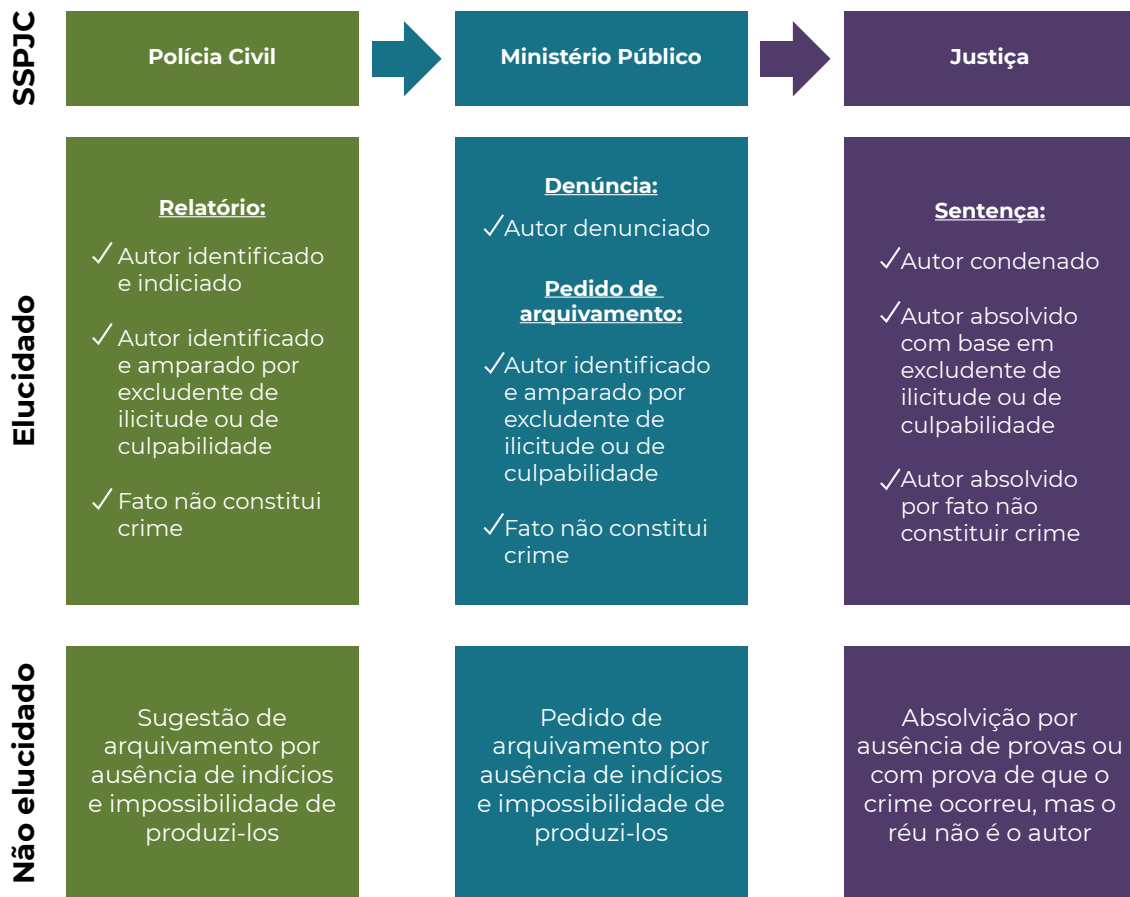 SSPJC
Polícia Civil
Ministério Público
Justiça
Elucidado
Relatório:
Autor identificado
e indiciado
Autor identificado
e amparado por
excludente de
ilicitude ou de
culpabilidade
Fato não constitui
crime
Denúncia:
Autor denunciado
Pedido de
arquivamento:
Autor identificado
e amparado por
excludente de
ilicitude ou de
culpabilidade
Fato não constitui
crime
Sentença:
Autor condenado
Autor absolvido
com base em
excludente de
ilicitude ou de
culpabilidade
Autor absolvido
por fato não
constituir crime
Não elucidado
Sugestão de
arquivamento por
ausência de indícios
e impossibilidade de
produzi-los
Pedido de
arquivamento por
ausência de indícios
e impossibilidade de
produzi-los
Absolvição por
ausência de provas ou
com prova de que o
crime ocorreu, mas o
réu não é o autor